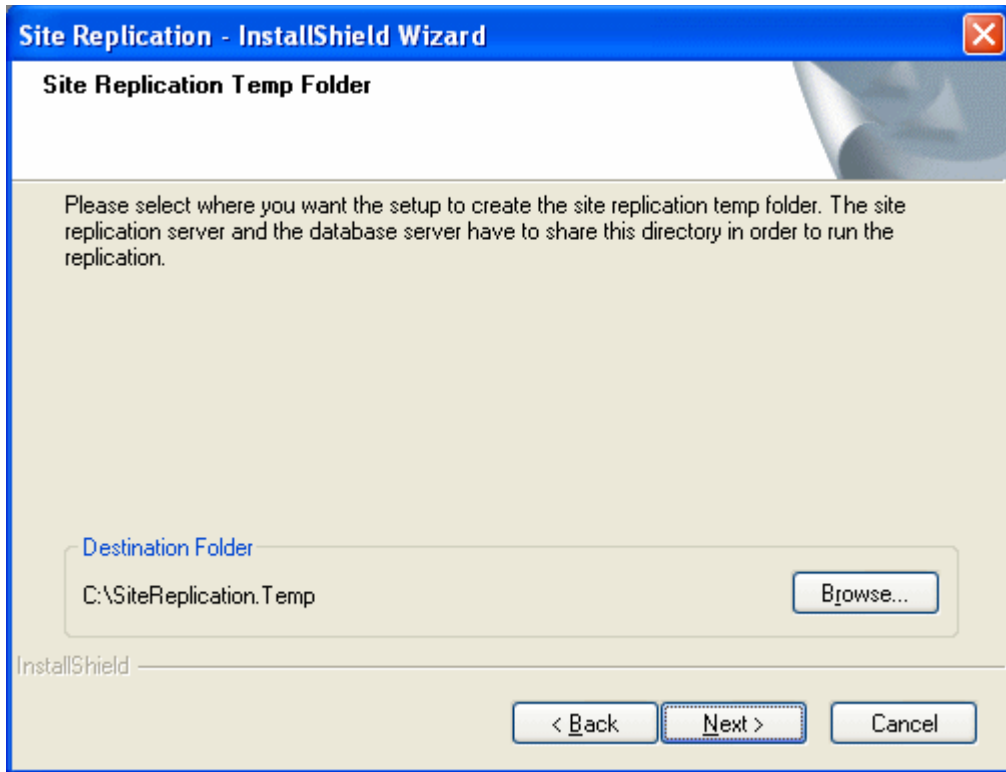 Site Replication - InstallShield Wizard
Site Replication Temp Folder
Please select where you want the setup to create the site replication temp folder. The site
replication server and the database server have to share this directory in order to run the
replication.
Destination Folder
C:\SiteReplication.Temp
Browse...
InstallShield
< Back
Next >
Cancel